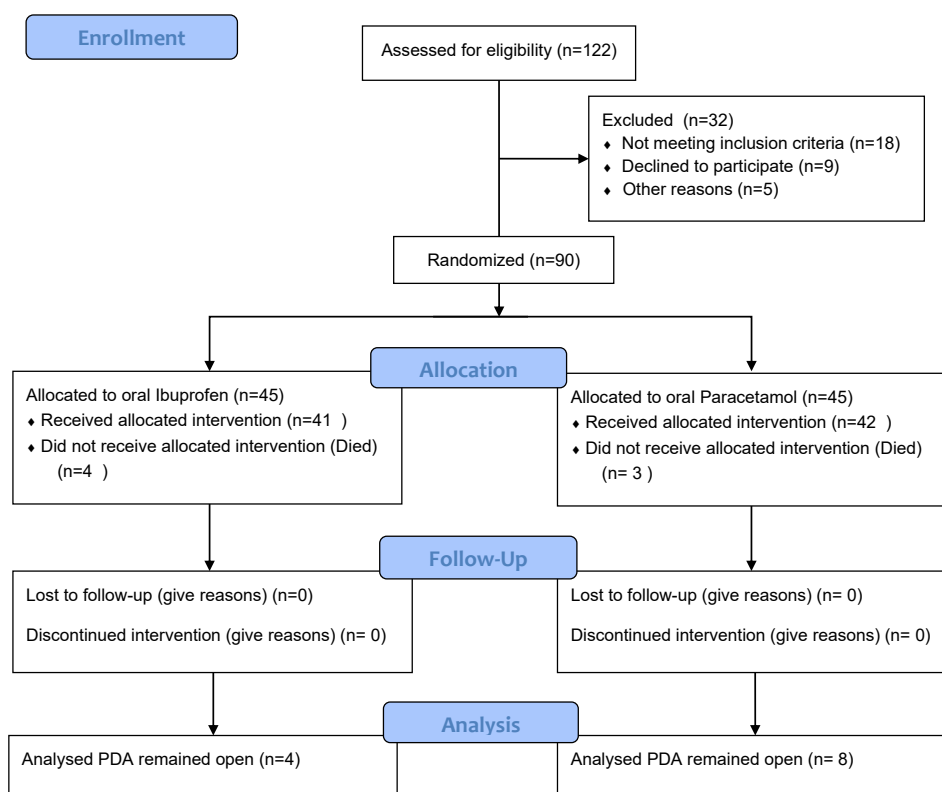 Enrollment
Assessed for eligibility (n=122)
Excluded (n=32)
♦ Not meeting inclusion criteria (n=18)
♦ Declined to participate (n=9)
♦ Other reasons (n=5)
Randomized (n=90)
Allocation
Allocated to oral Ibuprofen (n=45)
♦ Received allocated intervention (n=41 )
♦ Did not receive allocated intervention (Died)
(n=4 )
Allocated to oral Paracetamol (n=45)
♦ Received allocated intervention (n=42 )
♦ Did not receive allocated intervention (Died)
(n= 3 )
Follow-Up
Lost to follow-up (give reasons) (n=0)
Discontinued intervention (give reasons) (n= 0)
Lost to follow-up (give reasons) (n= 0)
Discontinued intervention (give reasons) (n= 0)
Analysis
Analysed PDA remained open (n=4)
Analysed PDA remained open (n= 8)